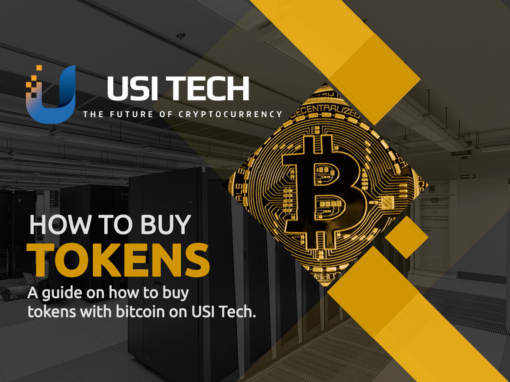 USI TECH
THE FUTURE OF CRYPTOCURRENCY
DECENTRALIZED
HOW TO BUY
TOKENS
A guide on how to buy
tokens with bitcoin on USI Tech.